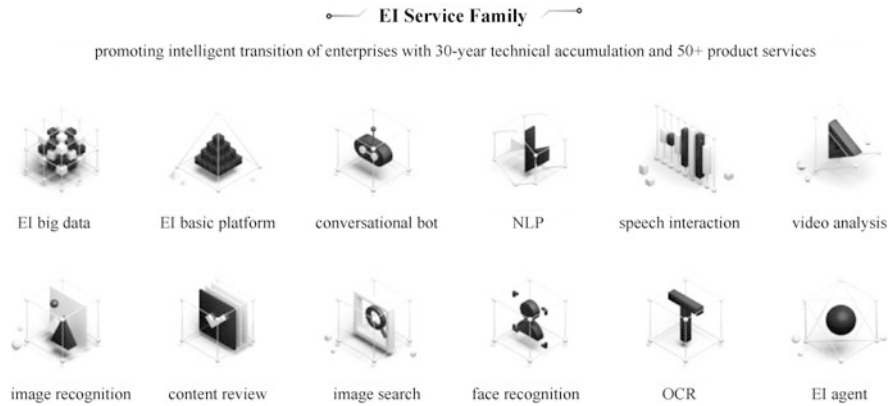 EI Service Family
promoting intelligent transition of enterprises with 30-year technical accumulation and 50+ product services
EI big data
EI basic platform
conversational bot
NLP
speech interaction
video analysis
image recognition
content review
image search
face recognition
OCR
EI agent